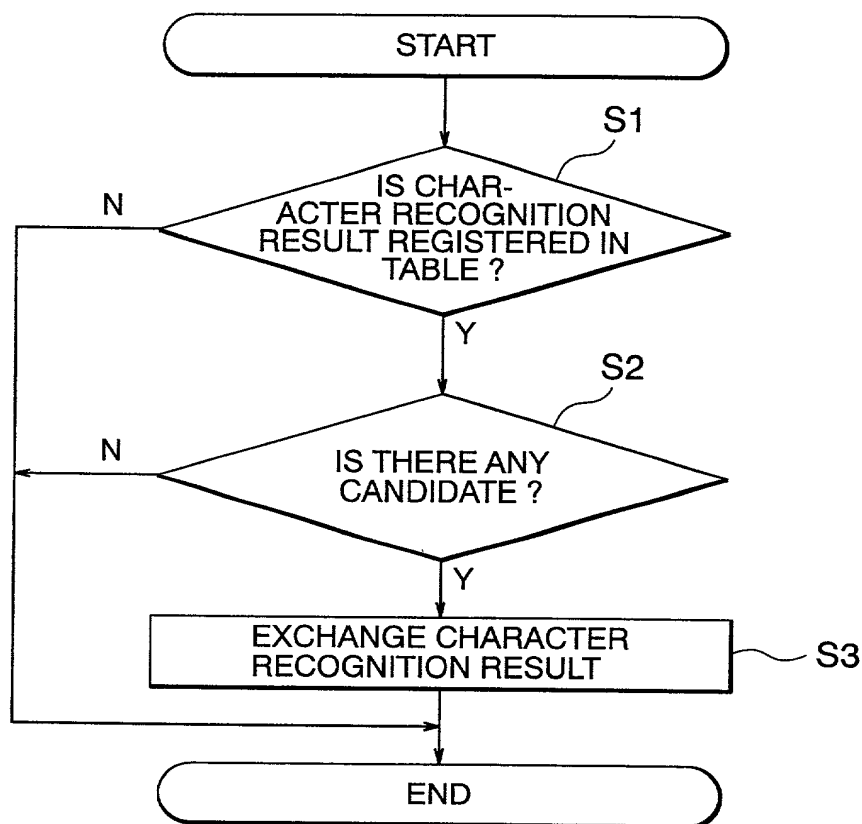 START
S1
IS CHAR-
ACTER RECOGNITION
RESULT REGISTERED IN
TABLE ?
N
Y
S2
IS THERE ANY
CANDIDATE ?
N
Y
EXCHANGE CHARACTER
RECOGNITION RESULT
S3
END